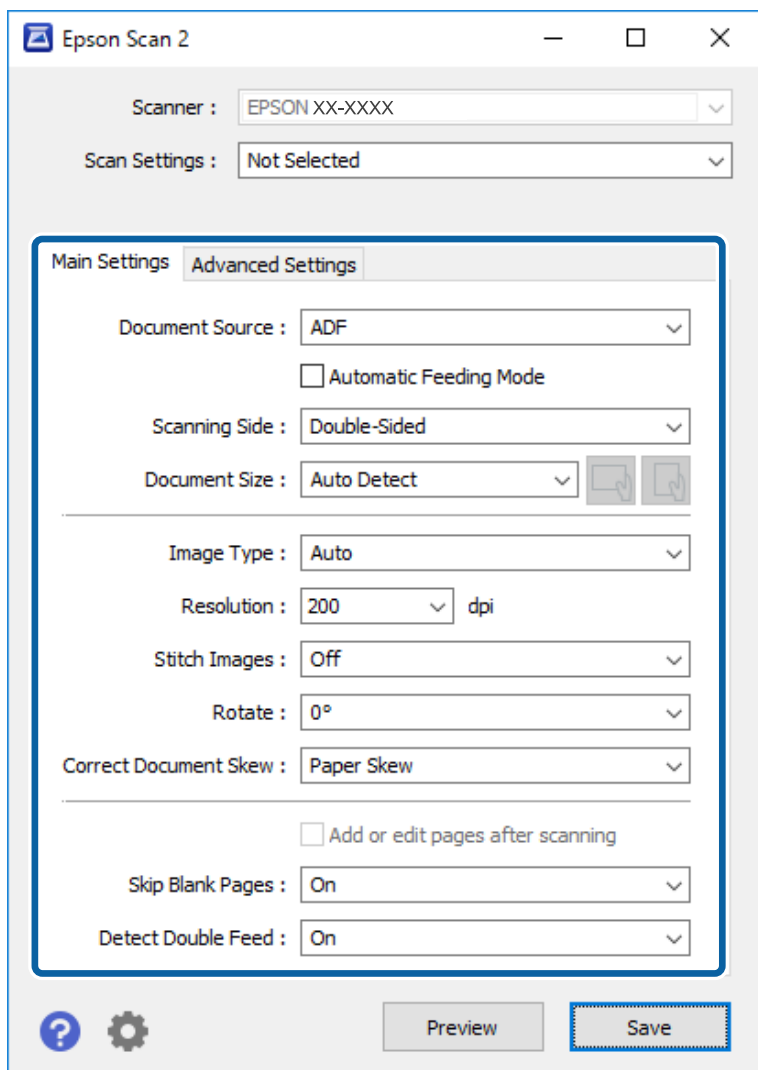 Epson Scan 2
Scanner : EPSON XX-XXXX
Scan Settings : Not Selected
Main Settings Advanced Settings
Document Source : ADF
Automatic Feeding Mode
Scanning Side : Double-Sided
Document Size : Auto Detect
Image Type : Auto
Resolution : 200 dpi
Stitch Images : Off
Rotate : 0°
Correct Document Skew : Paper Skew
Add or edit pages after scanning
Skip Blank Pages : On
Detect Double Feed : On
? Preview Save